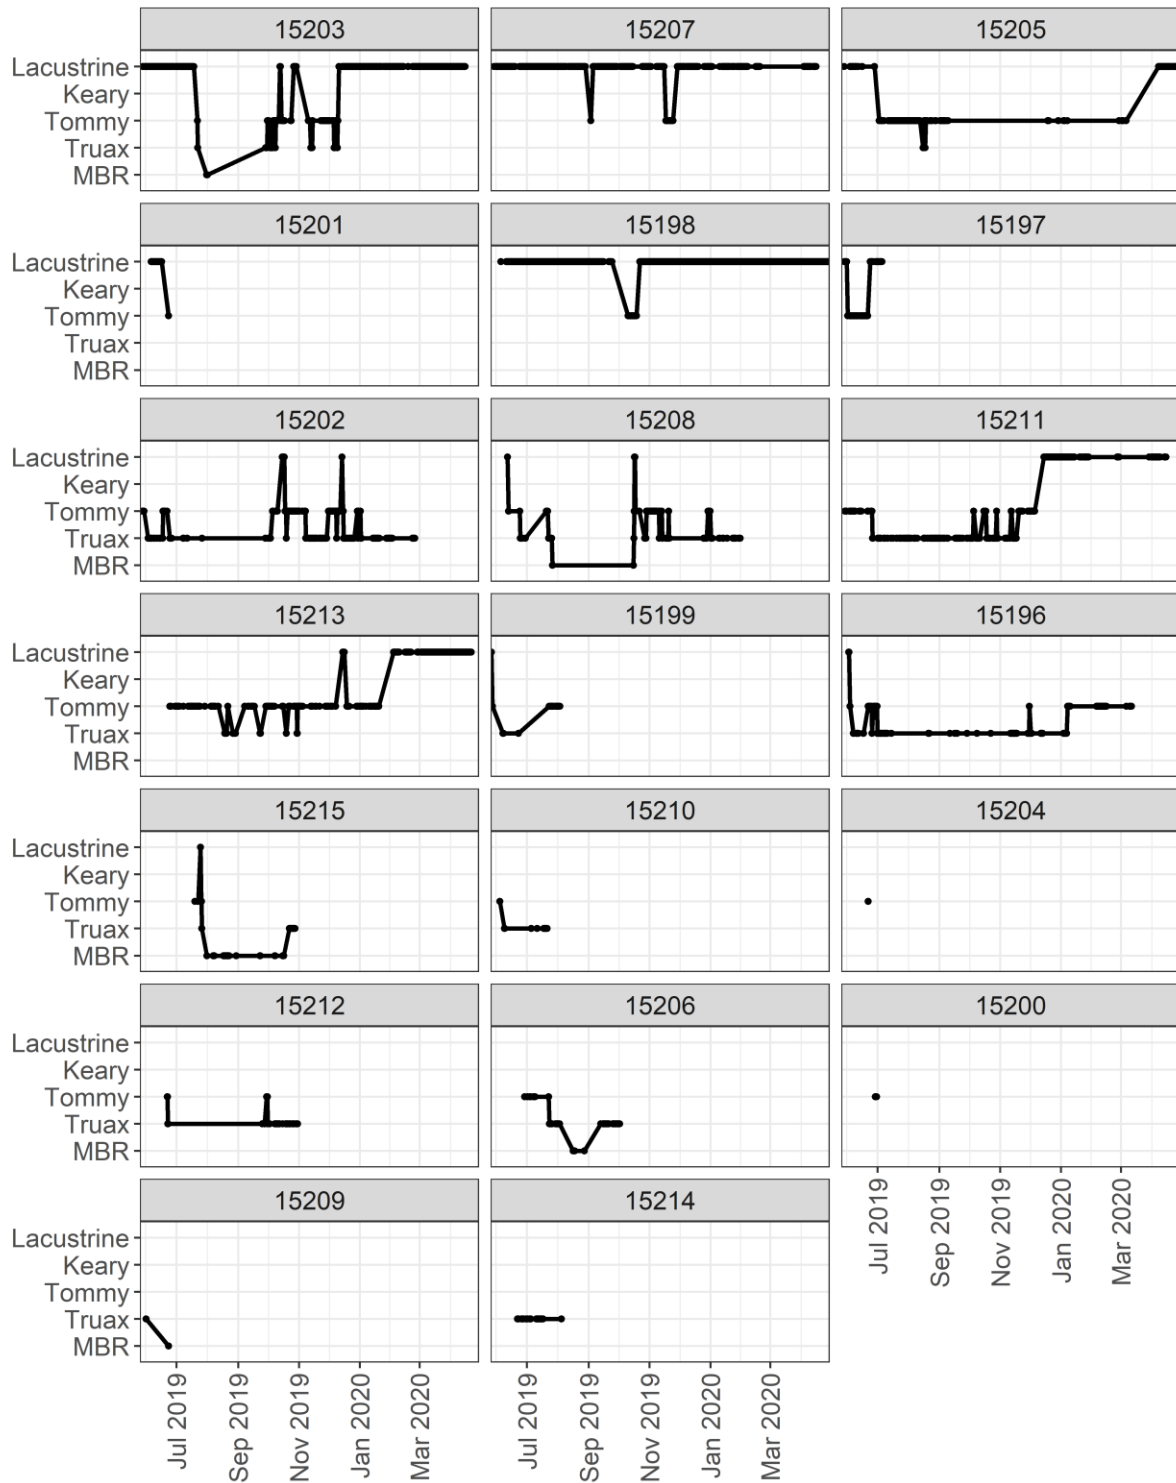 15203 15207 15205
Lacustrine
Keary
Tommy
Truax
MBR
15201 15198 15197
Lacustrine
Keary
Tommy
Truax
MBR
15202 15208 15211
Lacustrine
Keary
Tommy
Truax
MBR
15213 15199 15196
Lacustrine
Keary
Tommy
Truax
MBR
15215 15210 15204
Lacustrine
Keary
Tommy
Truax
MBR
15212 15206 15200
Lacustrine
Keary
Tommy
Truax
MBR
Jul 2019 Sep 2019 Nov 2019 Jan 2020 Mar 2020
15209 15214
Lacustrine
Keary
Tommy
Truax
MBR
Jul 2019 Sep 2019 Nov 2019 Jan 2020 Mar 2020 Jul 2019 Sep 2019 Nov 2019 Jan 2020 Mar 2020